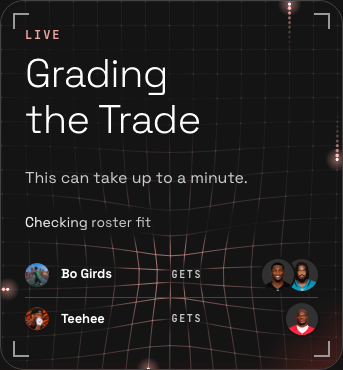 LIVE
Grading
the Trade
This can take up to a minute.
Checking roster fit
Bo Girds GETS
Teehee GETS